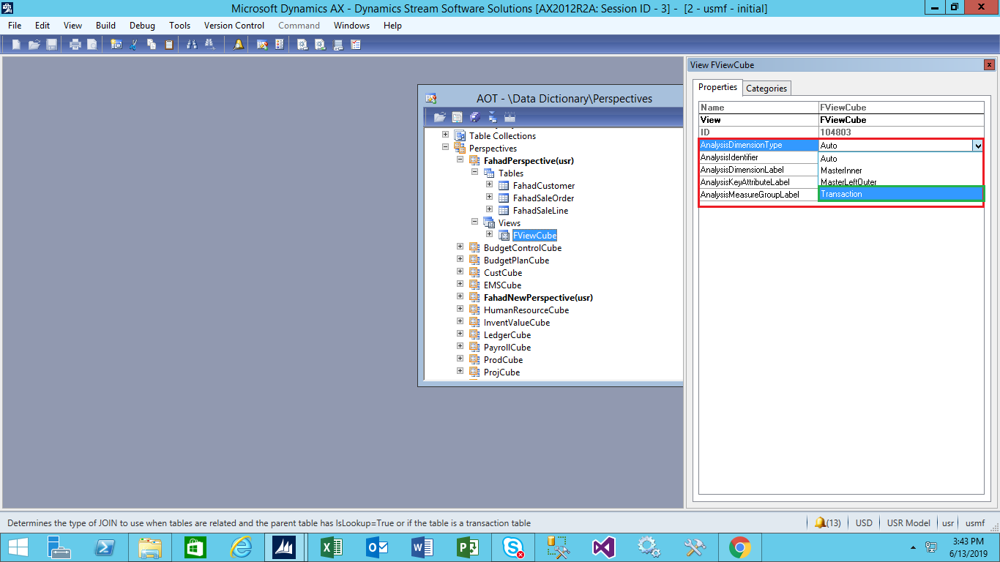 Microsoft Dynamics AX - Dynamics Stream Software Solutions [AX2012R2A: Session ID - 3] - [2 - usmf - initial]
File Edit View Build Debug Tools Version Control Command Windows Help
AOT - \Data Dictionary\Perspectives
Table Collections
Perspectives
FahadPerspective(usr)
Tables
FahadCustomer
FahadSaleOrder
FahadSaleLine
Views
FViewCube
BudgetControlCube
BudgetPlanCube
CustCube
EMSCube
FahadNewPerspective(usr)
HumanResourceCube
InventValueCube
LedgerCube
PayrollCube
ProdCube
ProjCube
View FViewCube
Properties Categories
Name FViewCube
View FViewCube
ID 104803
AnalysisDimensionType Auto
AnalysisIdentifier Auto
AnalysisDimensionLabel MasterInner
AnalysisKeyAttributeLabel MasterLeftOuter
AnalysisMeasureGroupLabel Transaction
Determines the type of JOIN to use when tables are related and the parent table has IsLookup=True or if the table is a transaction table
(13) USD USR Model usr usmf
3:43 PM
6/13/2019